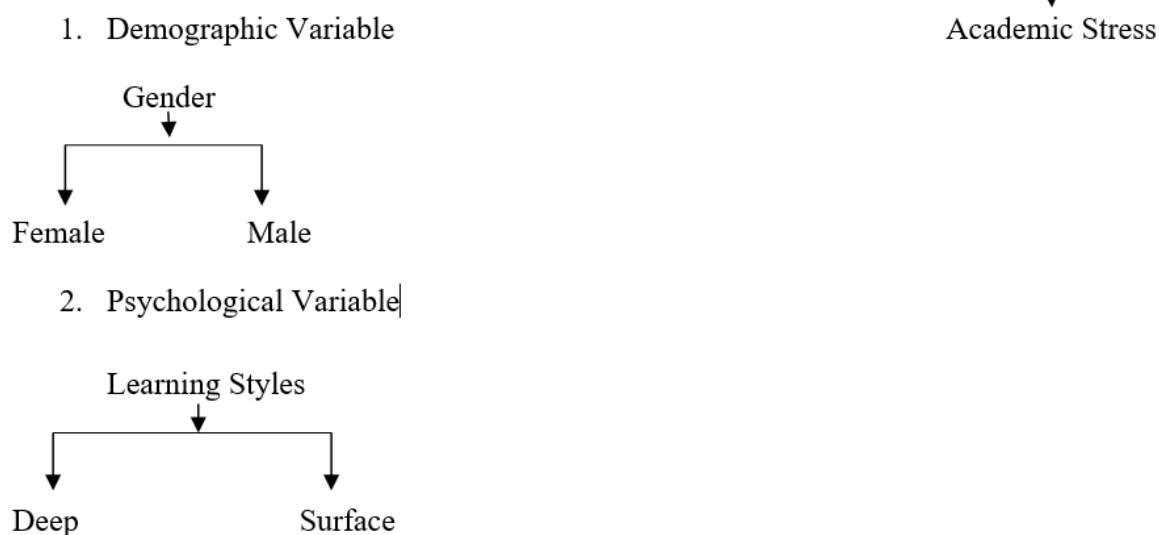 1. Demographic Variable
Academic Stress
Gender
Female Male
2. Psychological Variable
Learning Styles
Deep Surface